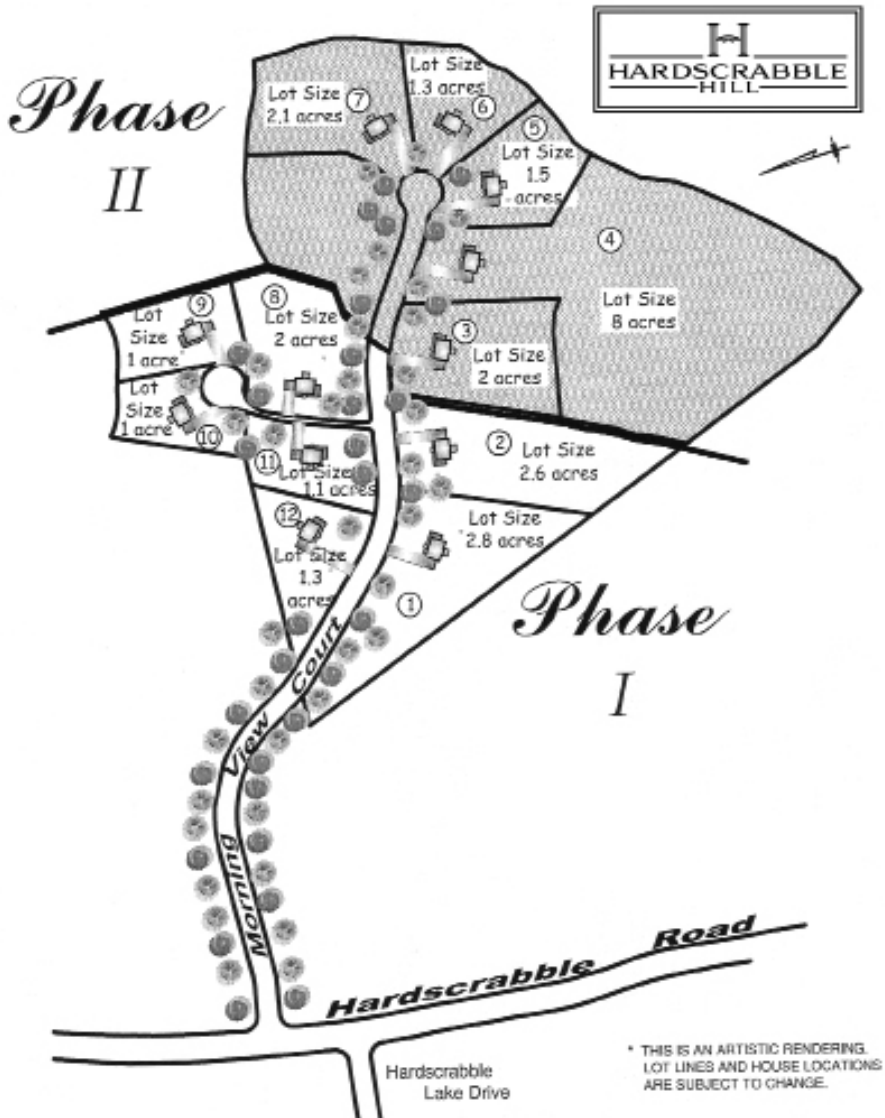 H
HARDSCRABBLE
HILL
Phase
II
Lot Size
2.1 acres
7
Lot Size
1.3 acres
6
5
Lot Size
1.5
acres
4
Lot Size
8 acres
9
Lot
Size
1 acre
8
Lot Size
2 acres
3
Lot Size
2 acres
Lot
Size
1 acre
10
11
Lot Size
1.1 acres
2
Lot Size
2.6 acres
12
Lot Size
1.3
acres
Lot Size
2.8 acres
1
Phase
I
Morning View Court
Hardscrabble Road
Hardscrabble
Lake Drive
* THIS IS AN ARTISTIC RENDERING.
LOT LINES AND HOUSE LOCATIONS
ARE SUBJECT TO CHANGE.